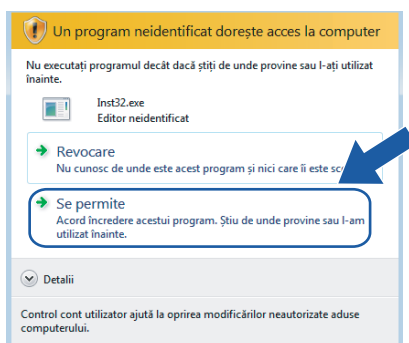 Un program neidentificat dorește acces la computer
Nu executați programul decât dacă știți de unde provine sau l-ați utilizat
înainte.
Inst32.exe
Editor neidentificat
Revocare
Nu cunosc de unde este acest program și nici care îi este
Se permite
Acord încredere acestui program. Știu de unde provine sau l-am
utilizat înainte.
Detalii
Control cont utilizator ajută la oprirea modificărilor neautorizate aduse
computerului.